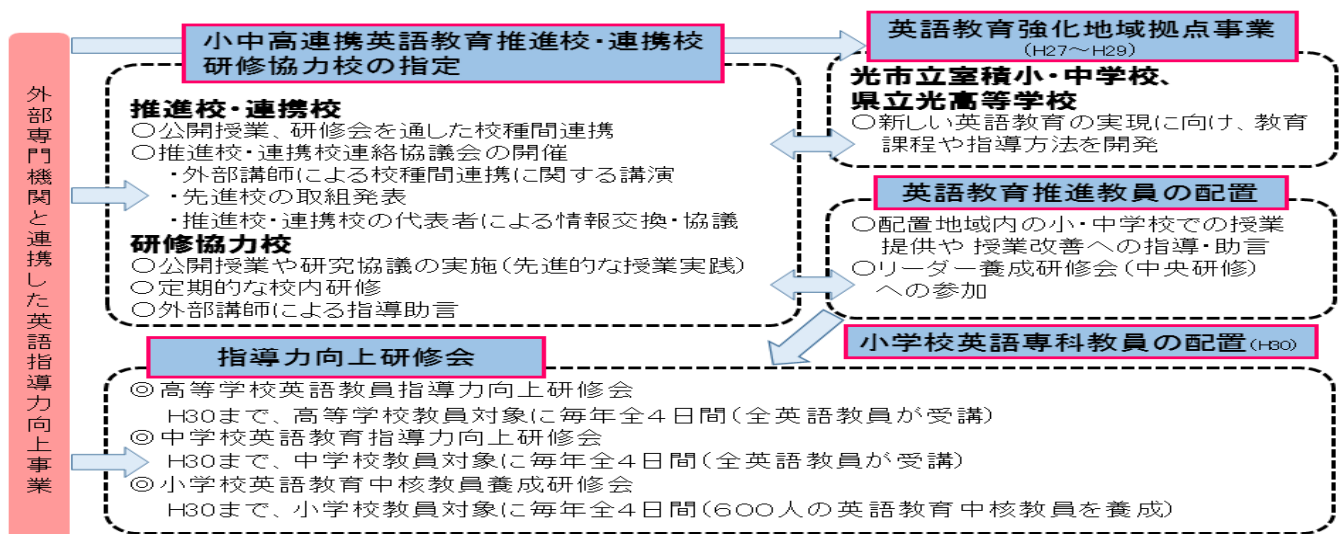 外部専門機関と連携した英語指導力向上事業
小中高連携英語教育推進校・連携校
研修協力校の指定
推進校・連携校
○公開授業、研修会を通した校種間連携
○推進校・連携校連絡協議会の開催
・外部講師による校種間連携に関する講演
・先進校の取組発表
・推進校・連携校の代表者による情報交換・協議
研修協力校
○公開授業や研究協議の実施(先進的な授業実践)
○定期的な校内研修
○外部講師による指導助言
英語教育強化地域拠点事業
(H27～H29)
光市立室積小・中学校、
県立光高等学校
○新しい英語教育の実現に向け、教育
課程や指導方法を開発
英語教育推進教員の配置
○配置地域内の小・中学校での授業
提供や 授業改善への指導・助言
○リーダー養成研修会(中央研修)
への参加
小学校英語専科教員の配置(H30)
指導力向上研修会
◎高等学校英語教員指導力向上研修会
H30まで、高等学校教員対象に毎年全４日間(全英語教員が受講)
◎中学校英語教育指導力向上研修会
H30まで、中学校教員対象に毎年全４日間(全英語教員が受講)
◎小学校英語教育中核教員養成研修会
H30まで、小学校教員対象に毎年全４日間(６００人の英語教育中核教員を養成)